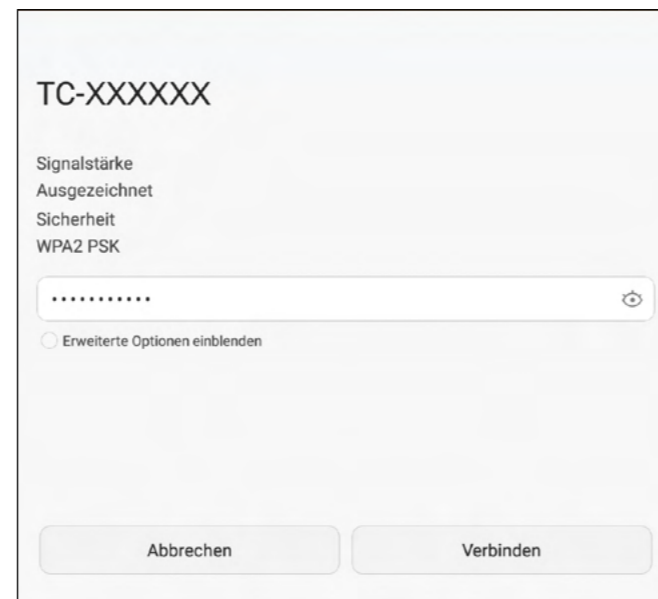 TC-XXXXXX
Signalstärke
Ausgezeichnet
Sicherheit
WPA2 PSK
•••••••••••
Erweiterte Optionen einblenden
Abbrechen
Verbinden